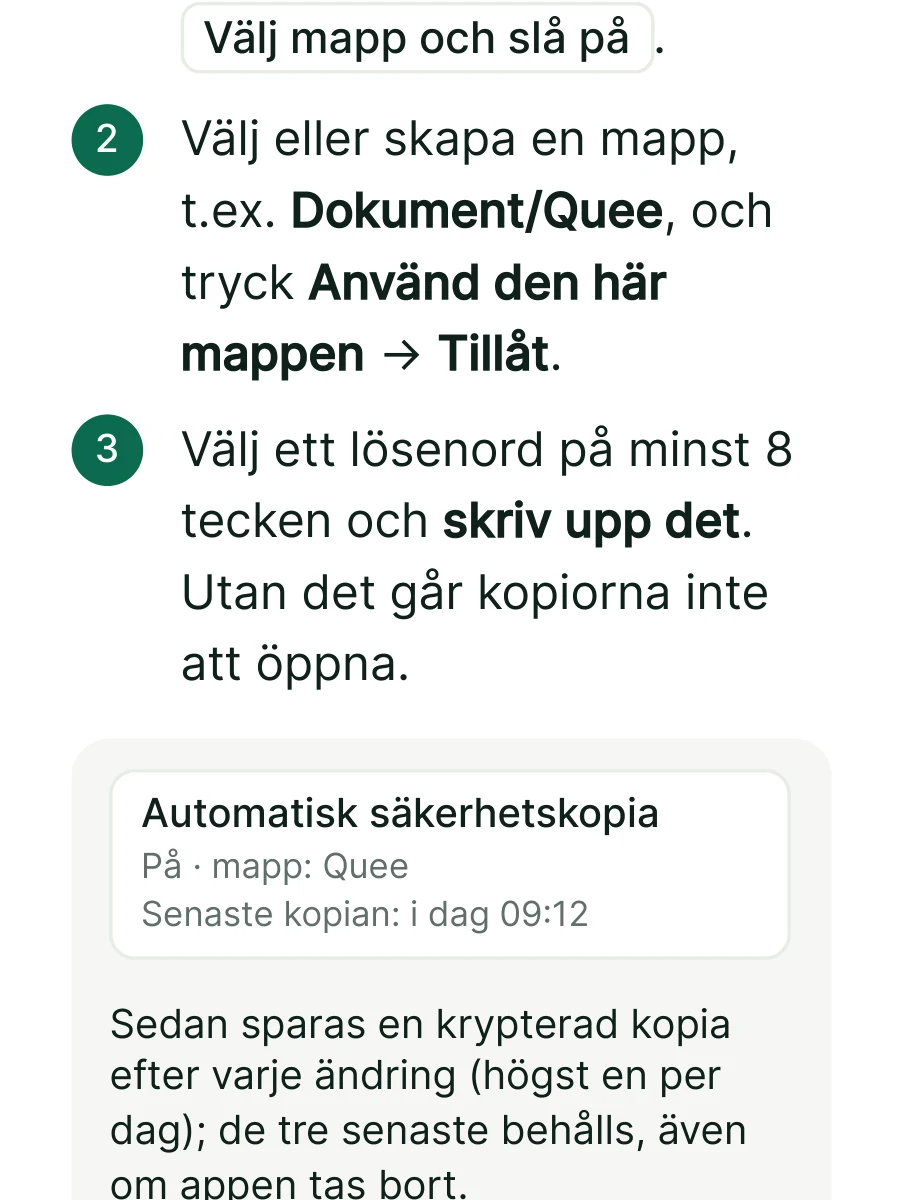 Välj mapp och slå på .
2 Välj eller skapa en mapp,
t.ex. Dokument/Quee, och
tryck Använd den här
mappen → Tillåt.
3 Välj ett lösenord på minst 8
tecken och skriv upp det.
Utan det går kopiorna inte
att öppna.
Automatisk säkerhetskopia
På · mapp: Quee
Senaste kopian: i dag 09:12
Sedan sparas en krypterad kopia
efter varje ändring (högst en per
dag); de tre senaste behålls, även
om appen tas bort.